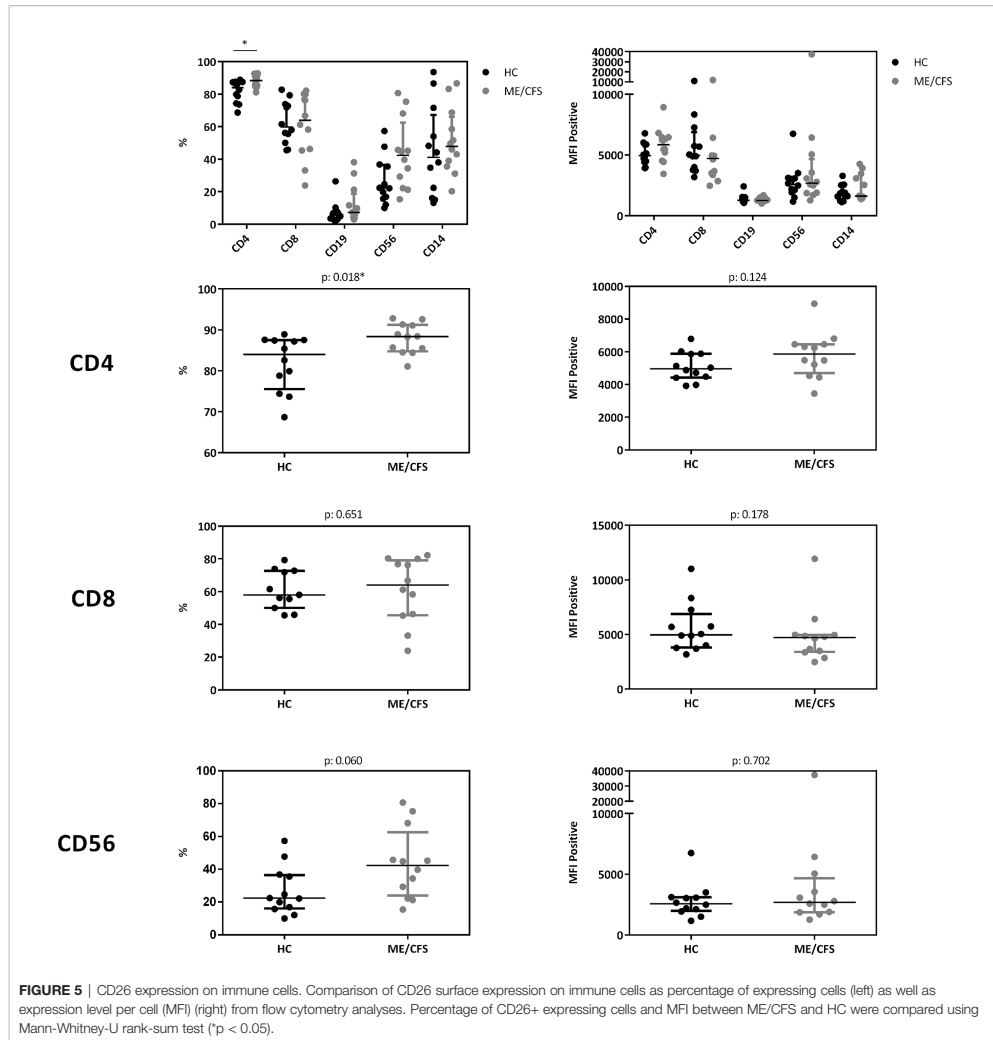 *
100
80
60
40
20
0
%
CD4
CD8
CD19
CD56
CD14
HC
ME/CFS
40000
30000
20000
10000
5000
0
MFI Positive
CD4
CD8
CD19
CD56
CD14
HC
ME/CFS
CD4
p: 0.018*
100
90
80
70
60
%
HC
ME/CFS
p: 0.124
10000
8000
6000
4000
2000
0
MFI Positive
HC
ME/CFS
CD8
p: 0.651
100
80
60
40
20
0
%
HC
ME/CFS
p: 0.178
15000
10000
5000
0
MFI Positive
HC
ME/CFS
CD56
p: 0.060
100
80
60
40
20
0
%
HC
ME/CFS
p: 0.702
40000
30000
20000
10000
5000
0
MFI Positive
HC
ME/CFS
FIGURE 5 | CD26 expression on immune cells. Comparison of CD26 surface expression on immune cells as percentage of expressing cells (left) as well as
expression level per cell (MFI) (right) from flow cytometry analyses. Percentage of CD26+ expressing cells and MFI between ME/CFS and HC were compared using
Mann-Whitney-U rank-sum test (*p < 0.05).